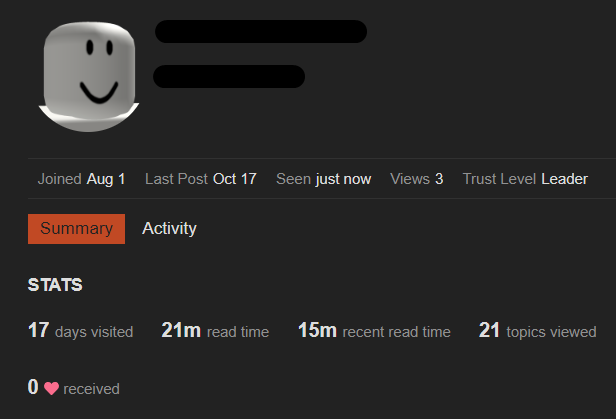 Joined Aug 1 Last Post Oct 17 Seen just now Views 3 Trust Level Leader
Summary Activity
STATS
17 days visited 21m read time 15m recent read time 21 topics viewed
0 ❤ received